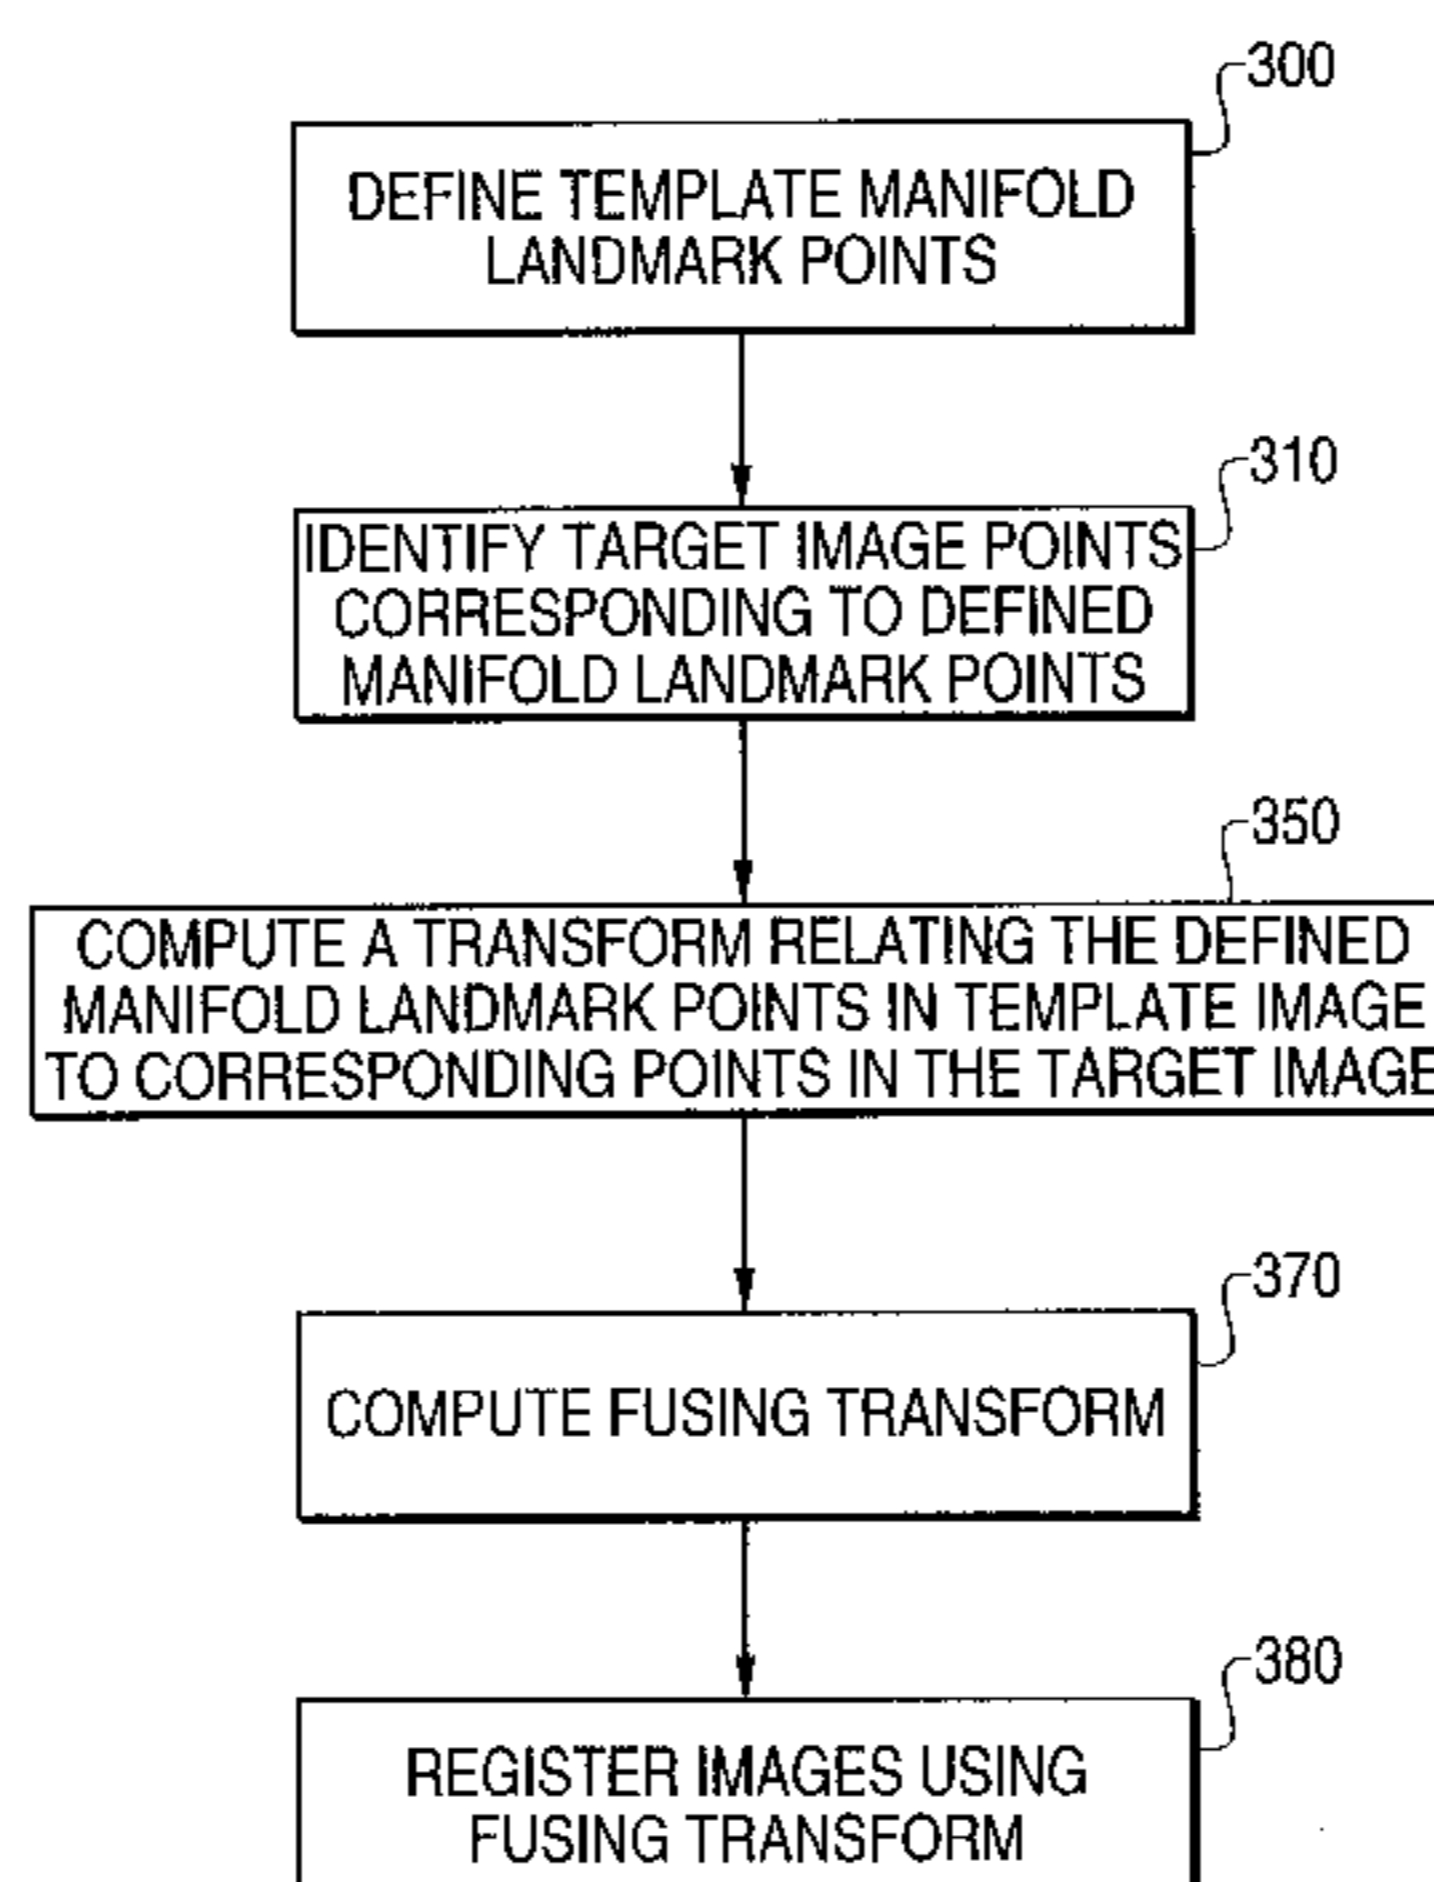 300
DEFINE TEMPLATE MANIFOLD
LANDMARK POINTS
310
IDENTIFY TARGET IMAGE POINTS
CORRESPONDING TO DEFINED
MANIFOLD LANDMARK POINTS
350
COMPUTE A TRANSFORM RELATING THE DEFINED
MANIFOLD LANDMARK POINTS IN TEMPLATE IMAGE
TO CORRESPONDING POINTS IN THE TARGET IMAGE
370
COMPUTE FUSING TRANSFORM
380
REGISTER IMAGES USING
FUSING TRANSFORM